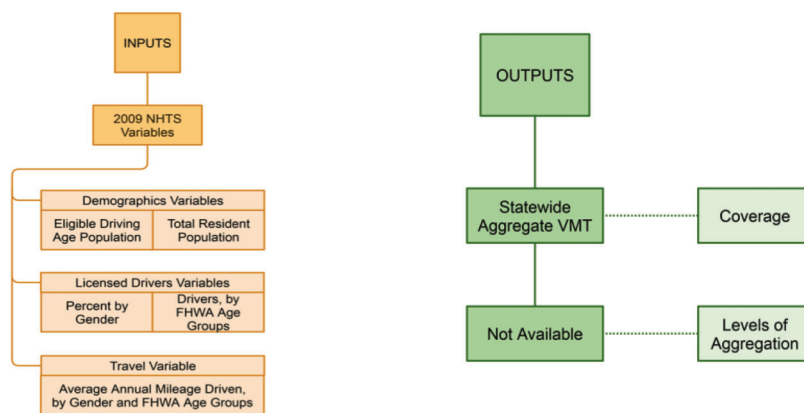 INPUTS
2009 NHTS
Variables
Demographics Variables
Eligible Driving
Age Population
Total Resident
Population
Licensed Drivers Variables
Percent by
Gender
Drivers, by
FHWA Age
Groups
Travel Variable
Average Annual Mileage Driven,
by Gender and FHWA Age Groups
OUTPUTS
Statewide
Aggregate VMT
Coverage
Not Available
Levels of
Aggregation